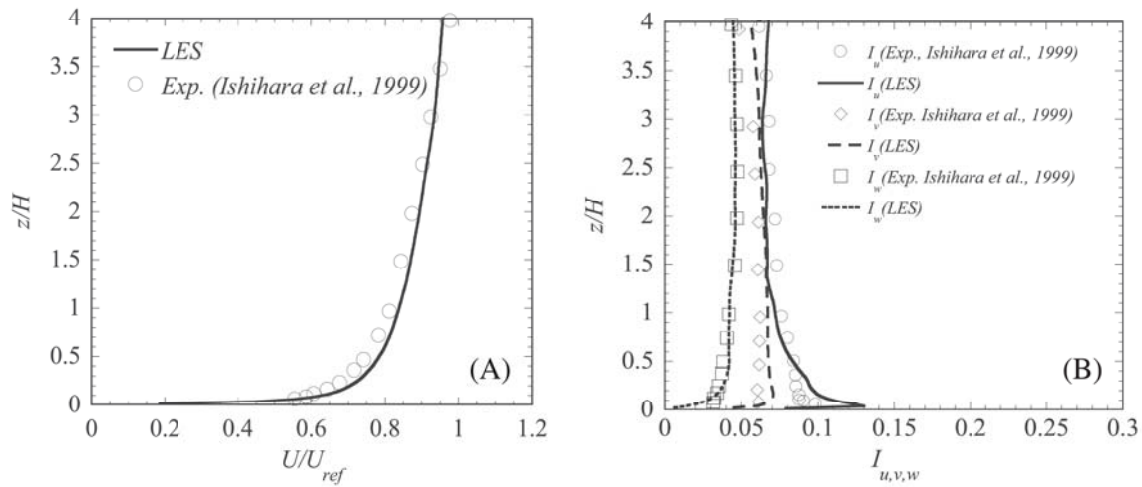 4
3.5
3
2.5
2
1.5
1
0.5
0
z/H
LES
Exp. (Ishihara et al., 1999)
(A)
0 0.2 0.4 0.6 0.8 1 1.2
U/U_ref
4
3.5
3
2.5
2
1.5
1
0.5
0
z/H
I_u(Exp., Ishihara et al., 1999)
I_u(LES)
I_v(Exp. Ishihara et al., 1999)
I_v(LES)
I_w(Exp. Ishihara et al., 1999)
I_w(LES)
(B)
0 0.05 0.1 0.15 0.2 0.25 0.3
I_u,v,w